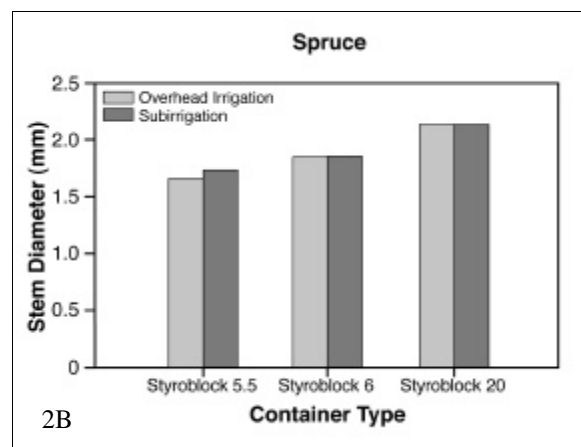 Spruce
2.5
Overhead Irrigation
Subirrigation
2.0
1.5
1.0
0.5
0
Stem Diameter (mm)
Styroblock 5.5 Styroblock 6 Styroblock 20
Container Type
2B